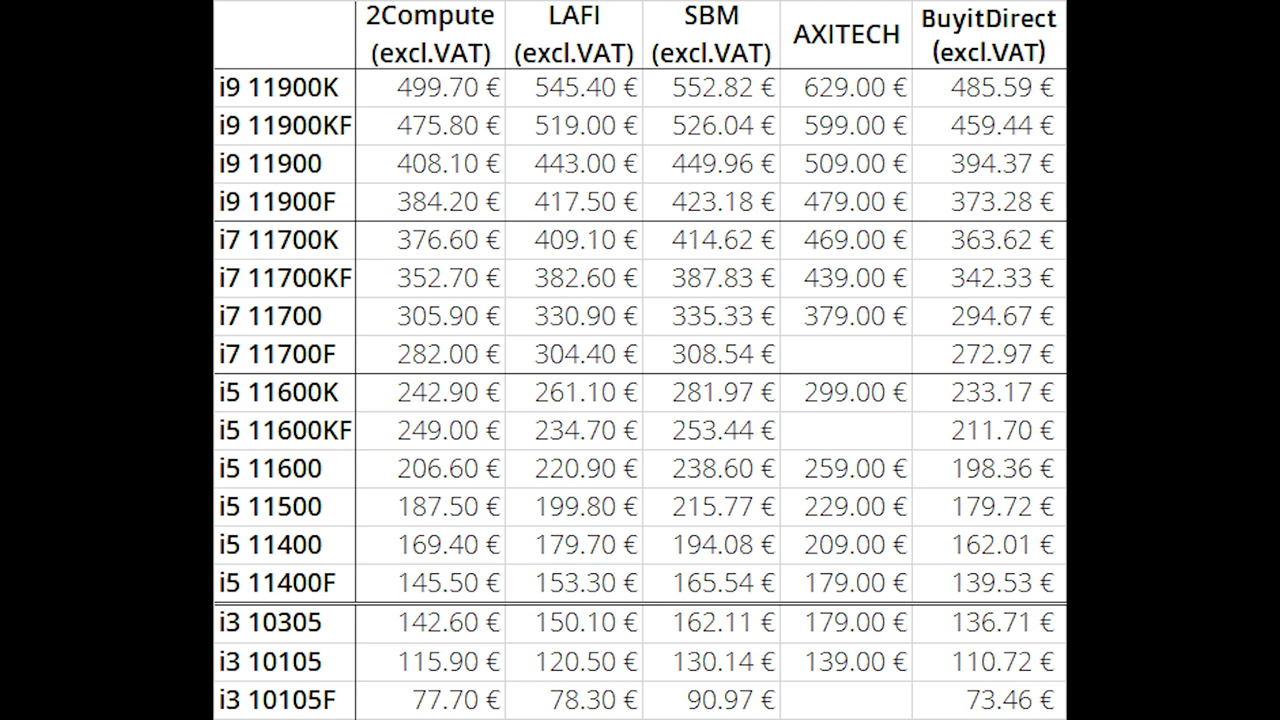 2Compute LAFI SBM AXITECH BuyitDirect
(excl.VAT) (excl.VAT) (excl.VAT) (excl.VAT)
i9 11900K 499.70 € 545.40 € 552.82 € 629.00 € 485.59 €
i9 11900KF 475.80 € 519.00 € 526.04 € 599.00 € 459.44 €
i9 11900 408.10 € 443.00 € 449.96 € 509.00 € 394.37 €
i9 11900F 384.20 € 417.50 € 423.18 € 479.00 € 373.28 €
i7 11700K 376.60 € 409.10 € 414.62 € 469.00 € 363.62 €
i7 11700KF 352.70 € 382.60 € 387.83 € 439.00 € 342.33 €
i7 11700 305.90 € 330.90 € 335.33 € 379.00 € 294.67 €
i7 11700F 282.00 € 304.40 € 308.54 € 272.97 €
i5 11600K 242.90 € 261.10 € 281.97 € 299.00 € 233.17 €
i5 11600KF 249.00 € 234.70 € 253.44 € 211.70 €
i5 11600 206.60 € 220.90 € 238.60 € 259.00 € 198.36 €
i5 11500 187.50 € 199.80 € 215.77 € 229.00 € 179.72 €
i5 11400 169.40 € 179.70 € 194.08 € 209.00 € 162.01 €
i5 11400F 145.50 € 153.30 € 165.54 € 179.00 € 139.53 €
i3 10305 142.60 € 150.10 € 162.11 € 179.00 € 136.71 €
i3 10105 115.90 € 120.50 € 130.14 € 139.00 € 110.72 €
i3 10105F 77.70 € 78.30 € 90.97 € 73.46 €